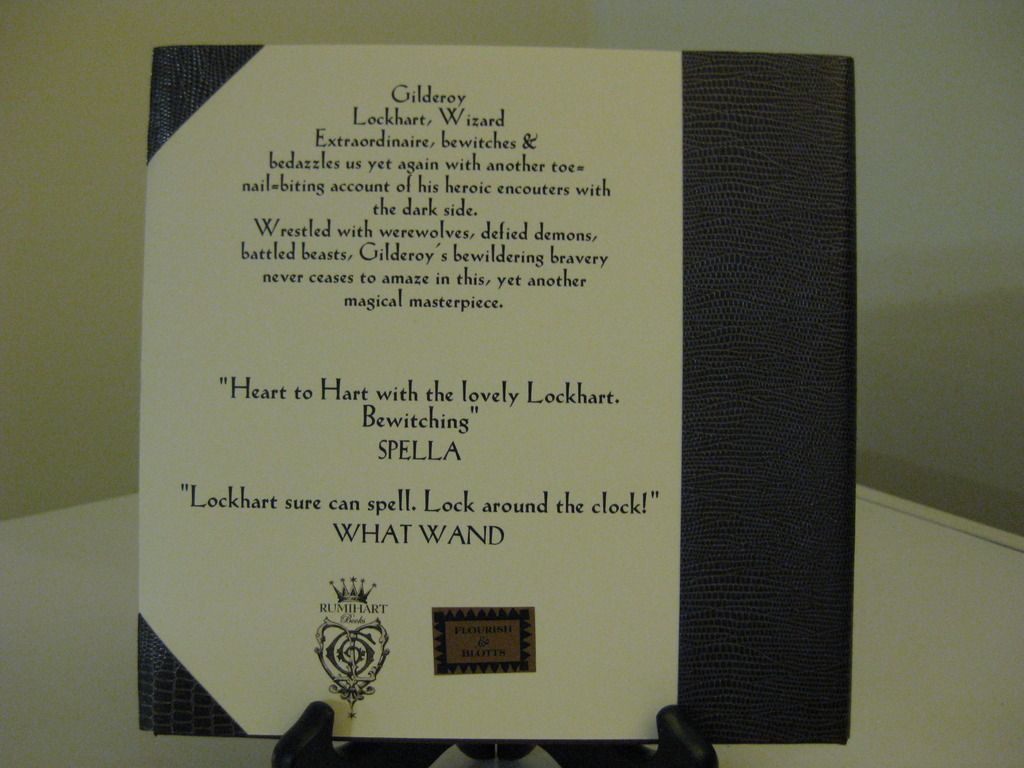 Gilderoy
Lockhart, Wizard
Extraordinaire, bewitches &
bedazzles us yet again with another toe=
nail=biting account of his heroic encouters with
the dark side.
Wrestled with werewolves, defied demons,
battled beasts, Gilderoy's bewildering bravery
never ceases to amaze in this, yet another
magical masterpiece.
"Heart to Hart with the lovely Lockhart.
Bewitching"
SPELLA
"Lockhart sure can spell. Lock around the clock!"
WHAT WAND
RUMIHART
Books
FLOURISH
&
BLOTTS